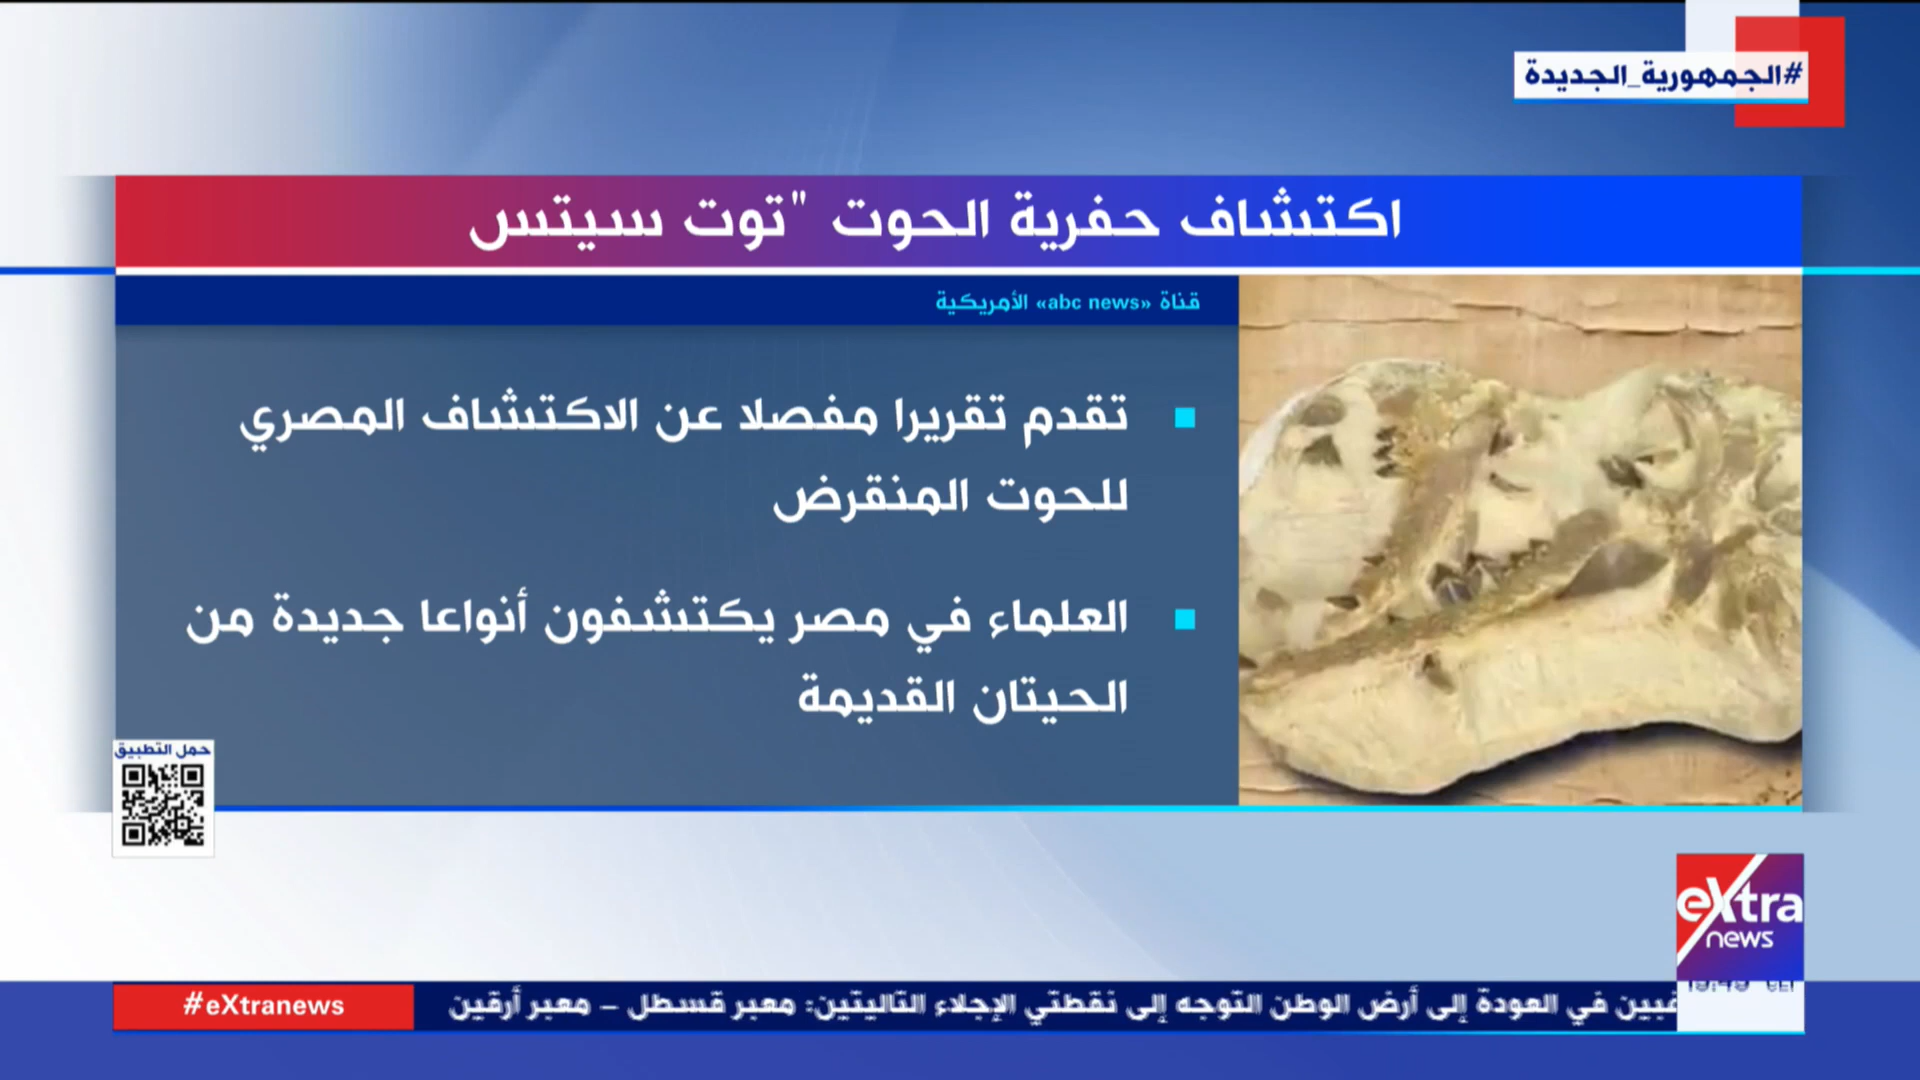 #الجمهورية_الجديدة
اكتشاف حفرية الحوت "توت سيتس
قناة «abc news» الأمريكية
تقدم تقريرا مفصلا عن الاكتشاف المصري
للحوت المنقرض
العلماء في مصر يكتشفون أنواعا جديدة من
الحيتان القديمة
حمل التطبيق
eXtra
news
في العودة إلى أرض الوطن التوجه إلى نقطتي الإجلاء التاليتين: معبر قسطل – معبر أرقين
#eXtranews